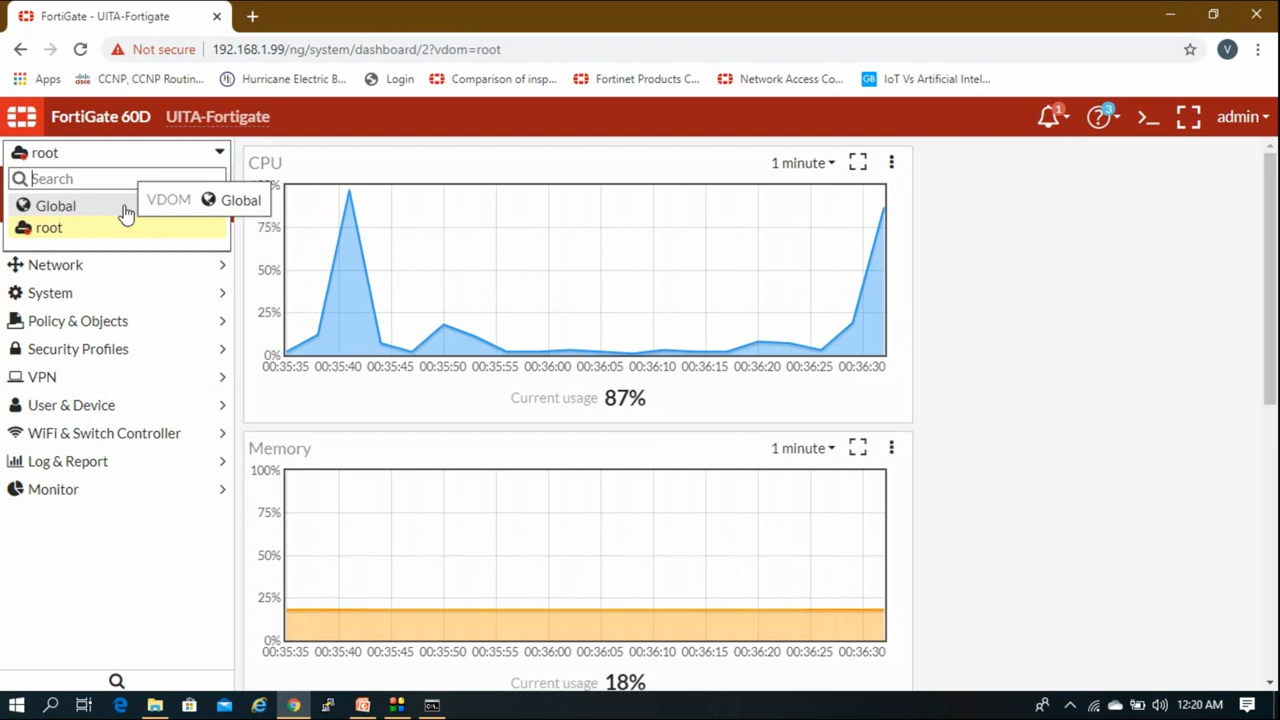 FortiGate - UITA-Fortigate
Not secure 192.168.1.99/ng/system/dashboard/2?vdom=root
V
Apps CCNP, CCNP Routin... Hurricane Electric B... Login Comparison of insp... Fortinet Products C... Network Access Co... GB IoT Vs Artificial Intel...
FortiGate 60D UITA-Fortigate 1 3 admin
root
Search
VDOM Global
Global
root
Network
System
Policy & Objects
Security Profiles
VPN
User & Device
WiFi & Switch Controller
Log & Report
Monitor
CPU 1 minute
75%
50%
25%
0%
00:35:35 00:35:40 00:35:45 00:35:50 00:35:55 00:36:00 00:36:05 00:36:10 00:36:15 00:36:20 00:36:25 00:36:30
Current usage 87%
Memory 1 minute
100%
75%
50%
25%
0%
00:35:35 00:35:40 00:35:45 00:35:50 00:35:55 00:36:00 00:36:05 00:36:10 00:36:15 00:36:20 00:36:25 00:36:30
Current usage 18%
12:20 AM